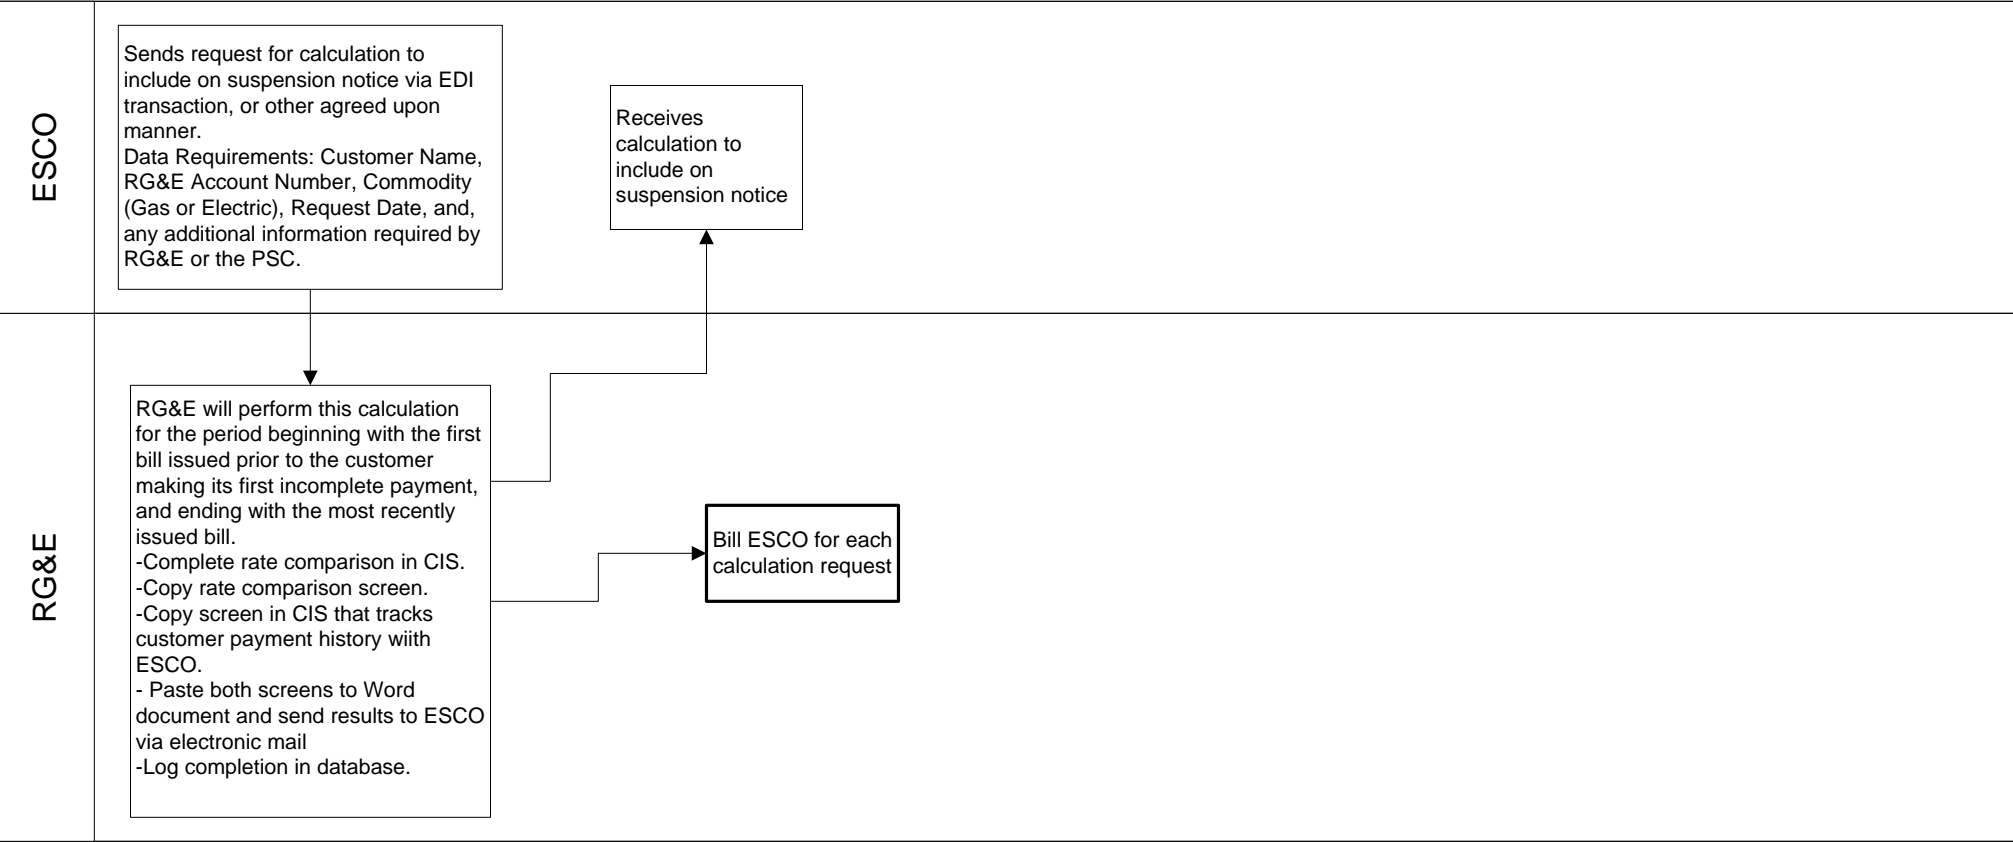 ESCO
Sends request for calculation to
include on suspension notice via EDI
transaction, or other agreed upon
manner.
Data Requirements: Customer Name,
RG&E Account Number, Commodity
(Gas or Electric), Request Date, and,
any additional information required by
RG&E or the PSC.
Receives
calculation to
include on
suspension notice
RG&E
RG&E will perform this calculation
for the period beginning with the first
bill issued prior to the customer
making its first incomplete payment,
and ending with the most recently
issued bill.
-Complete rate comparison in CIS.
-Copy rate comparison screen.
-Copy screen in CIS that tracks
customer payment history wiith
ESCO.
- Paste both screens to Word
document and send results to ESCO
via electronic mail
-Log completion in database.
Bill ESCO for each
calculation request